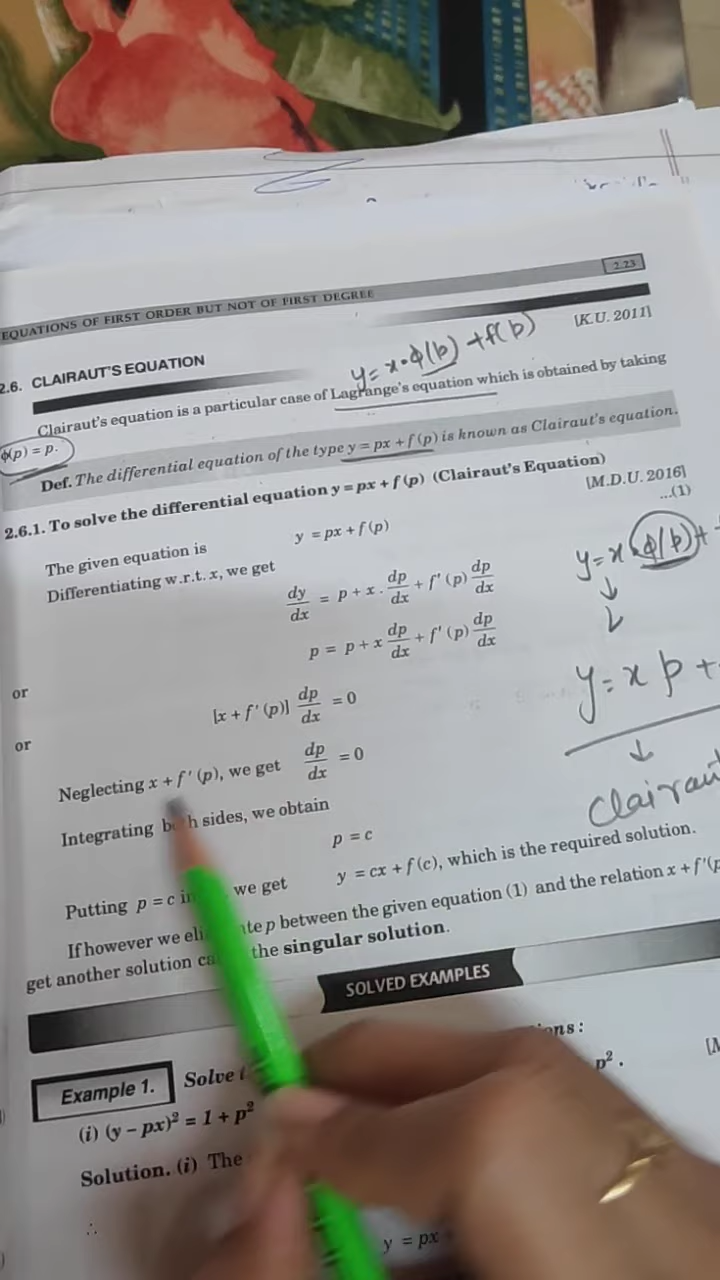 2.23
EQUATIONS OF FIRST ORDER BUT NOT OF FIRST DEGREE
2.6. CLAIRAUT'S EQUATION
y = x · ϕ(p) + f(p)
[K.U. 2011]
Clairaut's equation is a particular case of Lagrange's equation which is obtained by taking
ϕ(p) = p.
Def. The differential equation of the type y = px + f (p) is known as Clairaut's equation.
2.6.1. To solve the differential equation y = px + f (p) (Clairaut's Equation)
[M.D.U. 2016]
The given equation is y = px + f(p) ...(1)
Differentiating w.r.t. x, we get
y = x · ϕ(p) +
dy/dx = p + x . dp/dx + f' (p) dp/dx
p = p + x dp/dx + f' (p) dp/dx
↓
↓
or
[x + f' (p)] dp/dx = 0
y = x p +
or
Neglecting x + f' (p), we get dp/dx = 0
↓
Integrating both sides, we obtain
Clairau
p = c
Putting p = c in we get y = cx + f (c), which is the required solution.
If however we p between the given equation (1) and the relation x + f'(p
get another solution the singular solution.
SOLVED EXAMPLES
Example 1. Solve
p² .
(i) (y – px)² = 1 + p²
Solution. (i) The
∴ y = px